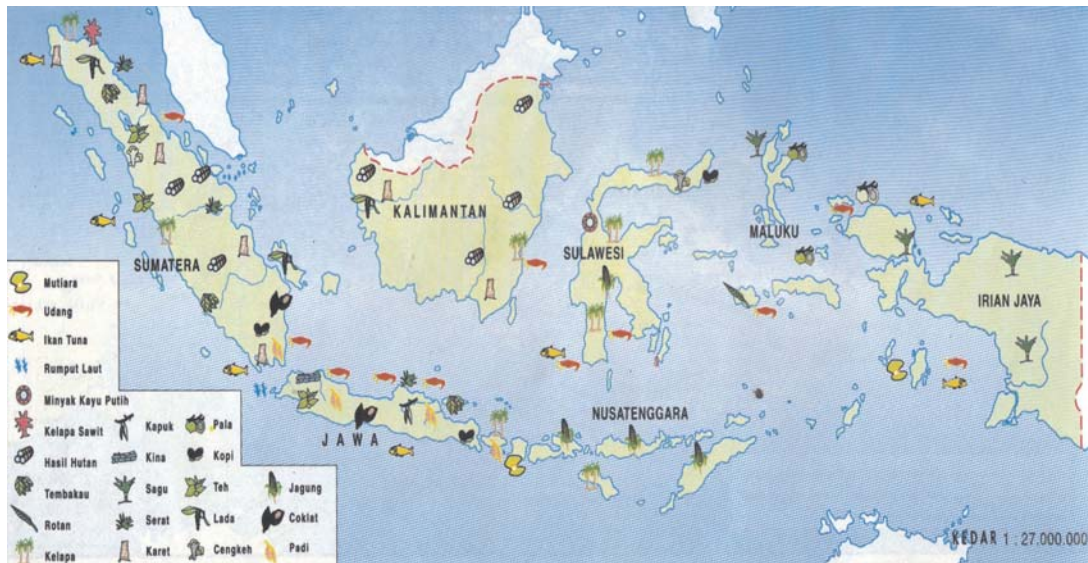 KALIMANTAN
SUMATERA
SULAWESI
MALUKU
IRIAN JAYA
JAWA
NUSATENGGARA
KEDAR 1 : 27.000.000
Mutiara
Udang
Ikan Tuna
Rumput Laut
Minyak Kayu Putih
Kelapa Sawit
Hasil Hutan
Tembakau
Rotan
Kelapa
Kapuk
Kina
Sagu
Serat
Karet
Pala
Kopi
Teh
Lada
Cengkeh
Jagung
Coklat
Padi